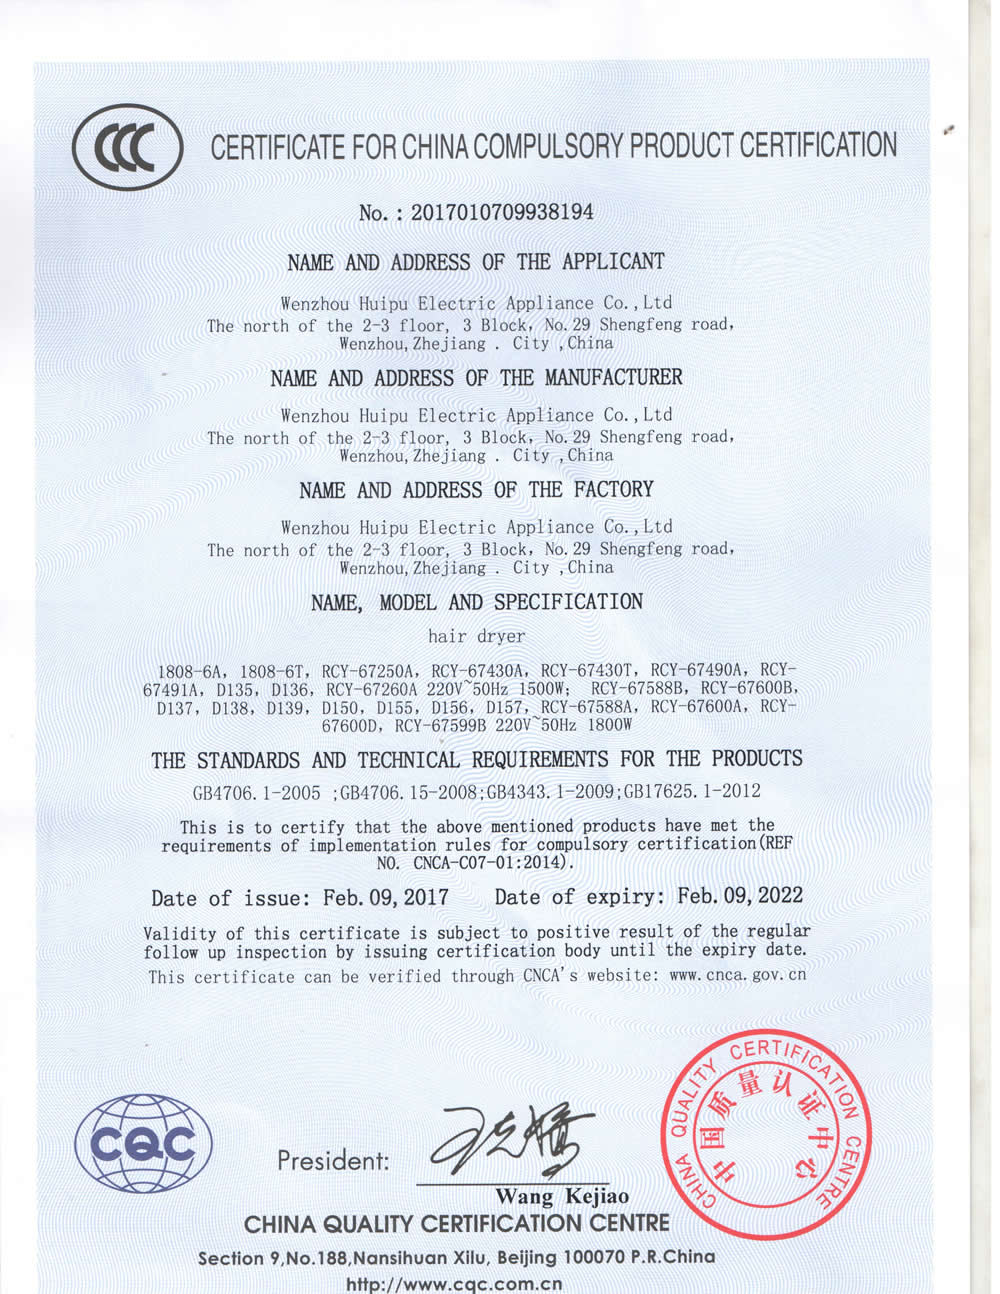 CCC
CERTIFICATE FOR CHINA COMPULSORY PRODUCT CERTIFICATION
No.: 2017010709938194
NAME AND ADDRESS OF THE APPLICANT
Wenzhou Huipu Electric Appliance Co.,Ltd
The north of the 2-3 floor, 3 Block, No.29 Shengfeng road,
Wenzhou,Zhejiang . City ,China
NAME AND ADDRESS OF THE MANUFACTURER
Wenzhou Huipu Electric Appliance Co.,Ltd
The north of the 2-3 floor, 3 Block, No.29 Shengfeng road,
Wenzhou,Zhejiang . City ,China
NAME AND ADDRESS OF THE FACTORY
Wenzhou Huipu Electric Appliance Co.,Ltd
The north of the 2-3 floor, 3 Block, No.29 Shengfeng road,
Wenzhou,Zhejiang . City ,China
NAME, MODEL AND SPECIFICATION
hair dryer
1808-6A, 1808-6T, RCY-67250A, RCY-67430A, RCY-67430T, RCY-67490A, RCY-
67491A, D135, D136, RCY-67260A 220V~50Hz 1500W; RCY-67588B, RCY-67600B,
D137, D138, D139, D150, D155, D156, D157, RCY-67588A, RCY-67600A, RCY-
67600D, RCY-67599B 220V~50Hz 1800W
THE STANDARDS AND TECHNICAL REQUIREMENTS FOR THE PRODUCTS
GB4706.1-2005 ;GB4706.15-2008;GB4343.1-2009;GB17625.1-2012
This is to certify that the above mentioned products have met the
requirements of implementation rules for compulsory certification(REF
NO. CNCA-C07-01:2014).
Date of issue: Feb.09,2017 Date of expiry: Feb.09,2022
Validity of this certificate is subject to positive result of the regular
follow up inspection by issuing certification body until the expiry date.
This certificate can be verified through CNCA's website: www.cnca.gov.cn
CHINA QUALITY CERTIFICATION CENTRE
中国质量认证中心
CQC
President:
王克娇
Wang Kejiao
CHINA QUALITY CERTIFICATION CENTRE
Section 9,No.188,Nansihuan Xilu, Beijing 100070 P.R.China
http://www.cqc.com.cn